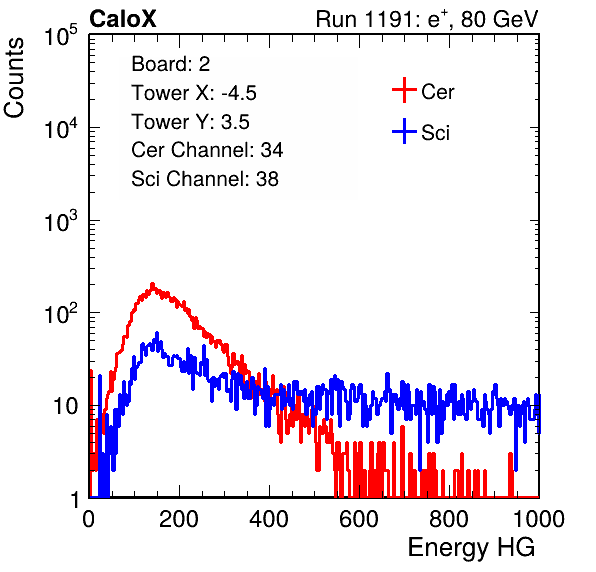 CaloX Run 1191: e⁺, 80 GeV
Counts
Board: 2
Tower X: -4.5
Tower Y: 3.5
Cer Channel: 34
Sci Channel: 38
Cer
Sci
10⁵
10⁴
10³
10²
10
1
0 200 400 600 800 1000
Energy HG